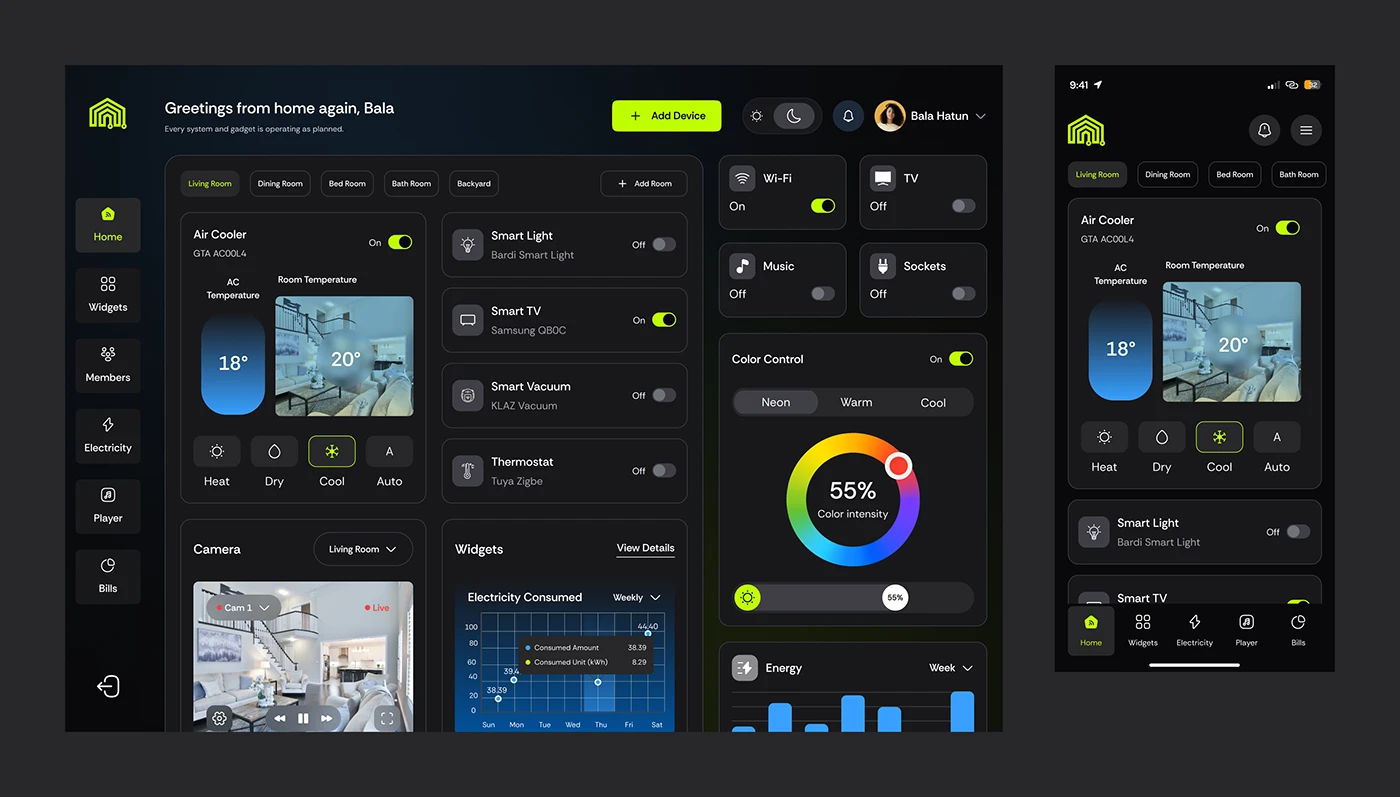 Greetings from home again, Bala
Every system and gadget is operating as planned.
+ Add Device
Bala Hatun
Home
Widgets
Members
Electricity
Player
Bills
Living Room
Dining Room
Bed Room
Bath Room
Backyard
+ Add Room
Air Cooler
GTA AC00L4
On
AC
Temperature
Room Temperature
18°
20°
A
Heat
Dry
Cool
Auto
Smart Light
Bardi Smart Light
Off
Smart TV
Samsung QB0C
On
Smart Vacuum
KLAZ Vacuum
Off
Thermostat
Tuya Zigbe
Off
Camera
Living Room
Cam 1
Live
Widgets
View Details
Electricity Consumed
Weekly
100
80
60
40
20
0
44.40
Consumed Amount 38.39
Consumed Unit (kWh) 8.29
39.4
38.39
Sun Mon Tue Wed Thu Fri Sat
Wi-Fi
On
TV
Off
Music
Off
Sockets
Off
Color Control
On
Neon
Warm
Cool
55%
Color intensity
55%
Energy
Week
9:41
Living Room
Dining Room
Bed Room
Bath Room
Air Cooler
GTA AC00L4
On
AC
Temperature
Room Temperature
18°
20°
A
Heat
Dry
Cool
Auto
Smart Light
Bardi Smart Light
Off
Smart TV
Home
Widgets
Electricity
Player
Bills